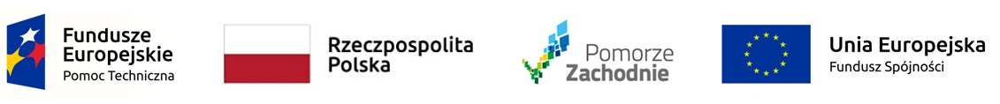 Fundusze
Europejskie
Pomoc Techniczna
Rzeczpospolita
Polska
Pomorze
Zachodnie
Unia Europejska
Fundusz Spójności